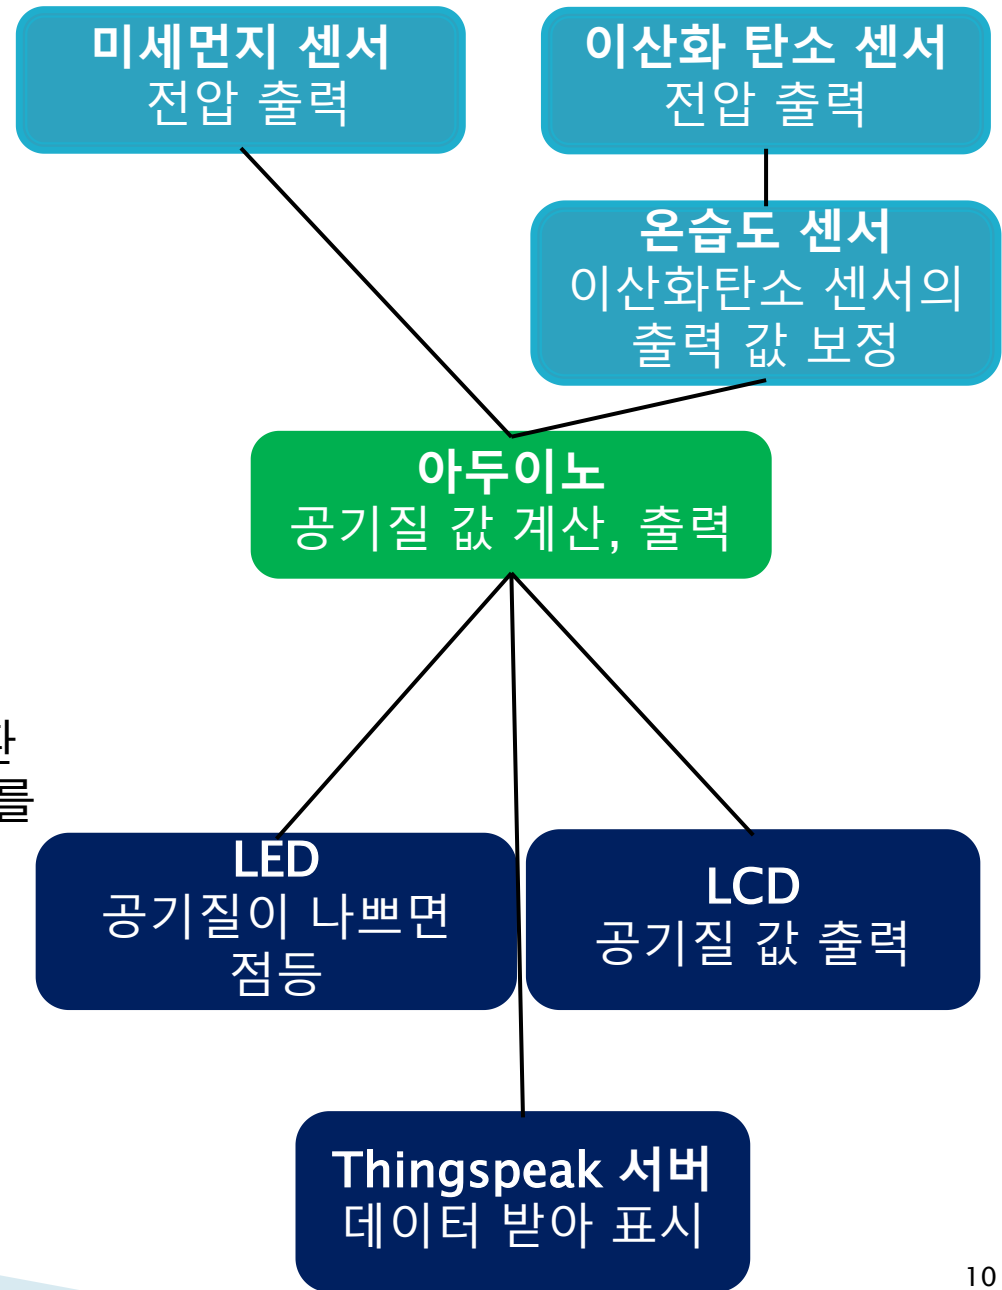 미세먼지 센서
전압 출력
이산화 탄소 센서
전압 출력
온습도 센서
이산화탄소 센서의
출력 값 보정
아두이노
공기질 값 계산, 출력
를
LED
공기질이 나쁘면
점등
LCD
공기질 값 출력
Thingspeak 서버
데이터 받아 표시
10